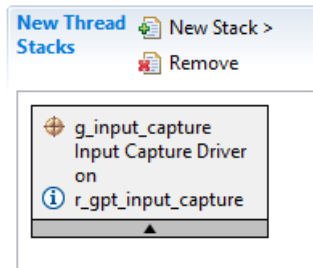 New Thread
Stacks
New Stack >
Remove
g_input_capture
Input Capture Driver
on
r_gpt_input_capture